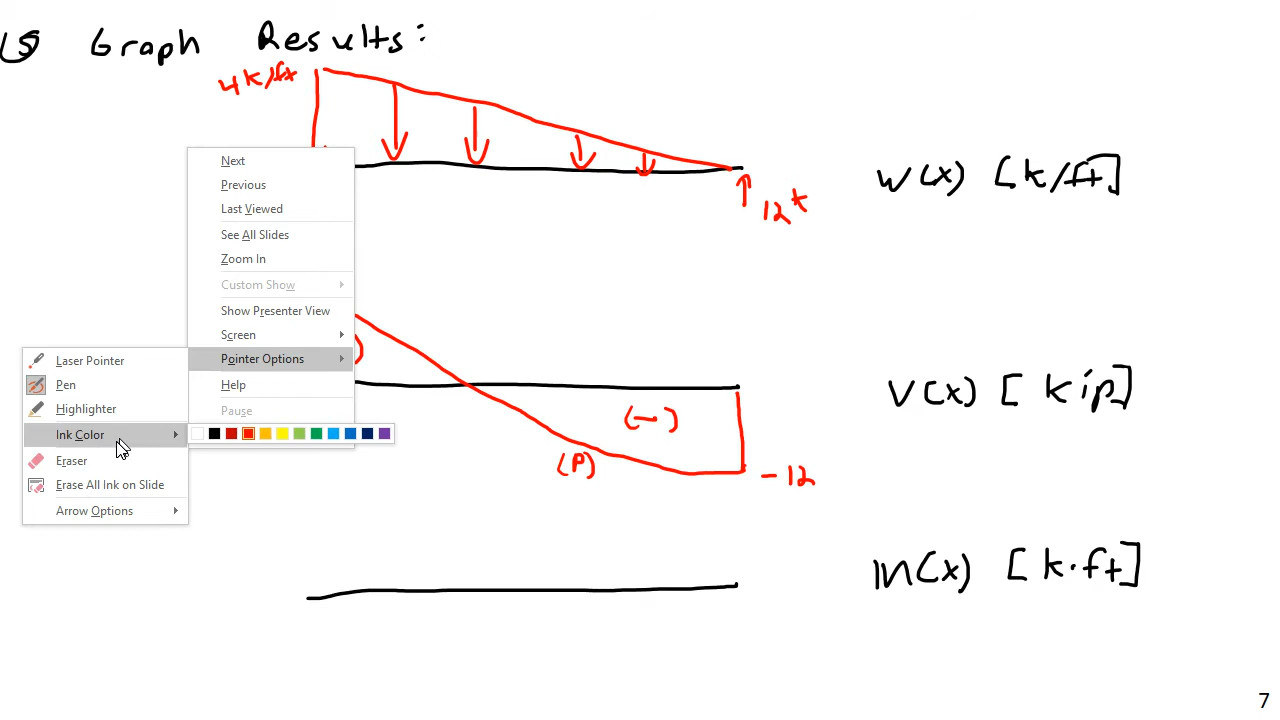 5 Graph Results:
4k/ft
w(x) [k/ft]
12k
Next
Previous
Last Viewed
See All Slides
Zoom In
Custom Show
Show Presenter View
Screen
Pointer Options
Help
Pause
Laser Pointer
Pen
Highlighter
Ink Color
Eraser
Erase All Ink on Slide
Arrow Options
V(x) [kip]
(-)
(P)
-12
m(x) [k·ft]
7